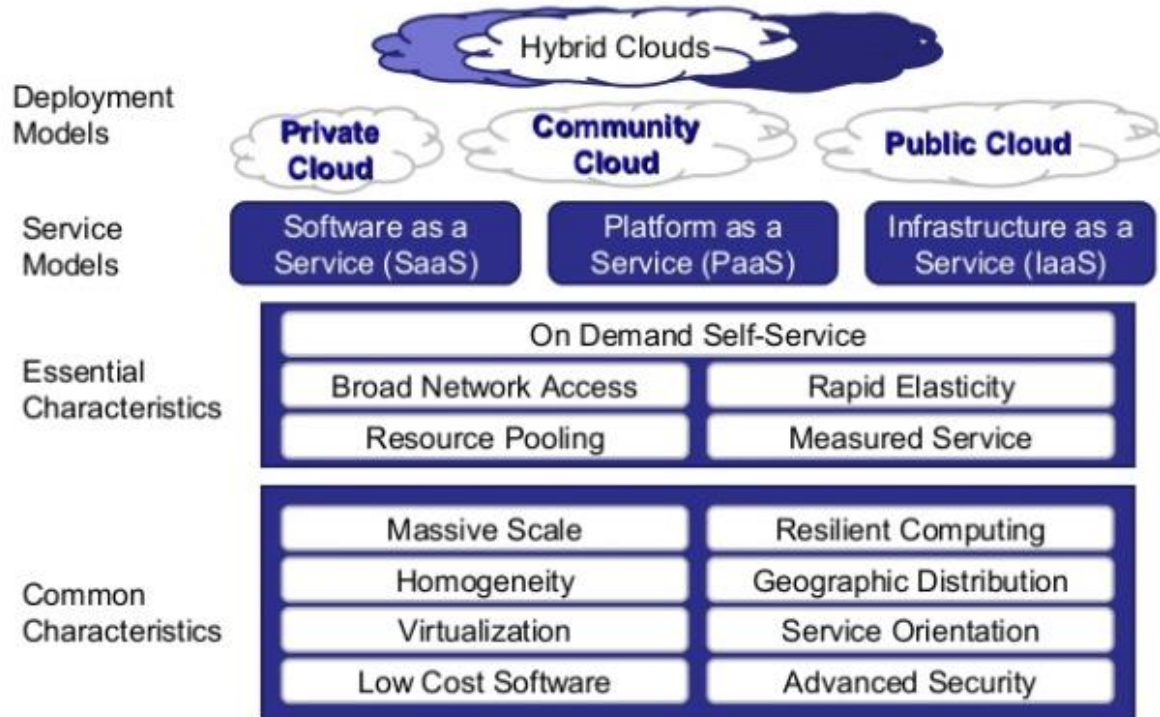 Hybrid Clouds
Deployment
Models
Private
Cloud
Community
Cloud
Public Cloud
Service
Models
Software as a
Service (SaaS)
Platform as a
Service (PaaS)
Infrastructure as a
Service (IaaS)
Essential
Characteristics
On Demand Self-Service
Broad Network Access
Rapid Elasticity
Resource Pooling
Measured Service
Common
Characteristics
Massive Scale
Resilient Computing
Homogeneity
Geographic Distribution
Virtualization
Service Orientation
Low Cost Software
Advanced Security